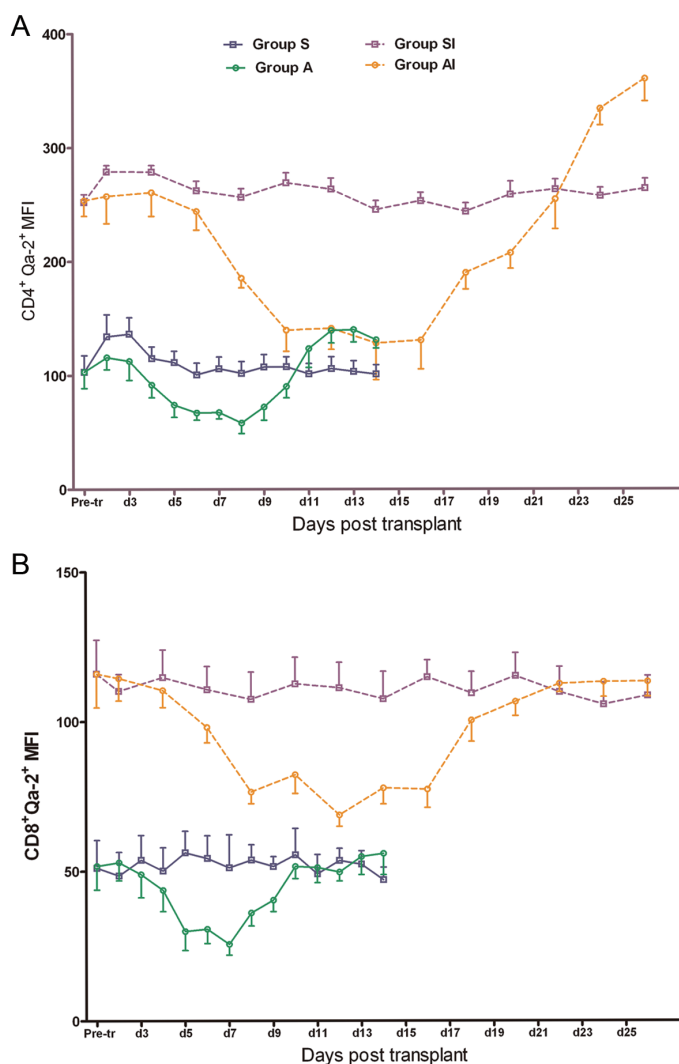 A
400
Group S
Group SI
Group A
Group AI
300
CD4⁺ Qa-2⁺ MFI
200
100
0
Pre-tr d3 d5 d7 d9 d11 d13 d15 d17 d19 d21 d23 d25
Days post transplant
B
150
CD8⁺Qa-2⁺ MFI
100
50
0
Pre-tr d3 d5 d7 d9 d11 d13 d15 d17 d19 d21 d23 d25
Days post transplant